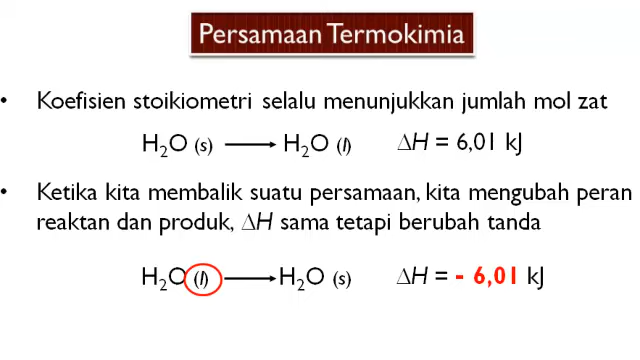 Persamaan Termokimia
• Koefisien stoikiometri selalu menunjukkan jumlah mol zat
H₂O (s) ⟶ H₂O (l) ΔH = 6,01 kJ
• Ketika kita membalik suatu persamaan, kita mengubah peran
reaktan dan produk, ΔH sama tetapi berubah tanda
H₂O (l) ⟶ H₂O (s) ΔH = - 6,01 kJ